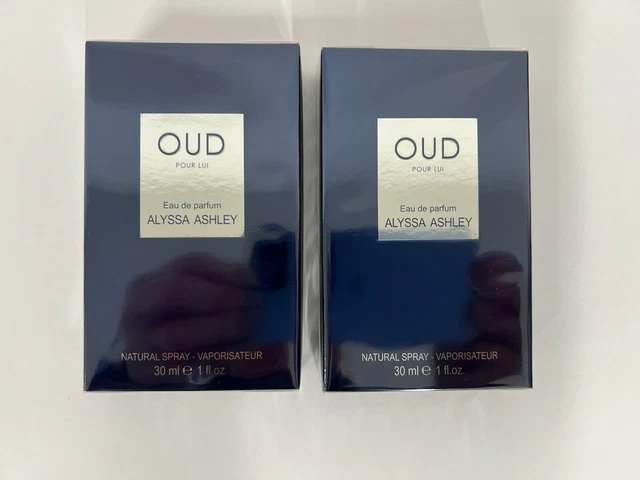 OUD
POUR LUI
Eau de parfum
ALYSSA ASHLEY
NATURAL SPRAY - VAPORISATEUR
30 ml ℮ 1 fl.oz.
OUD
POUR LUI
Eau de parfum
ALYSSA ASHLEY
NATURAL SPRAY - VAPORISATEUR
30 ml ℮ 1 fl.oz.